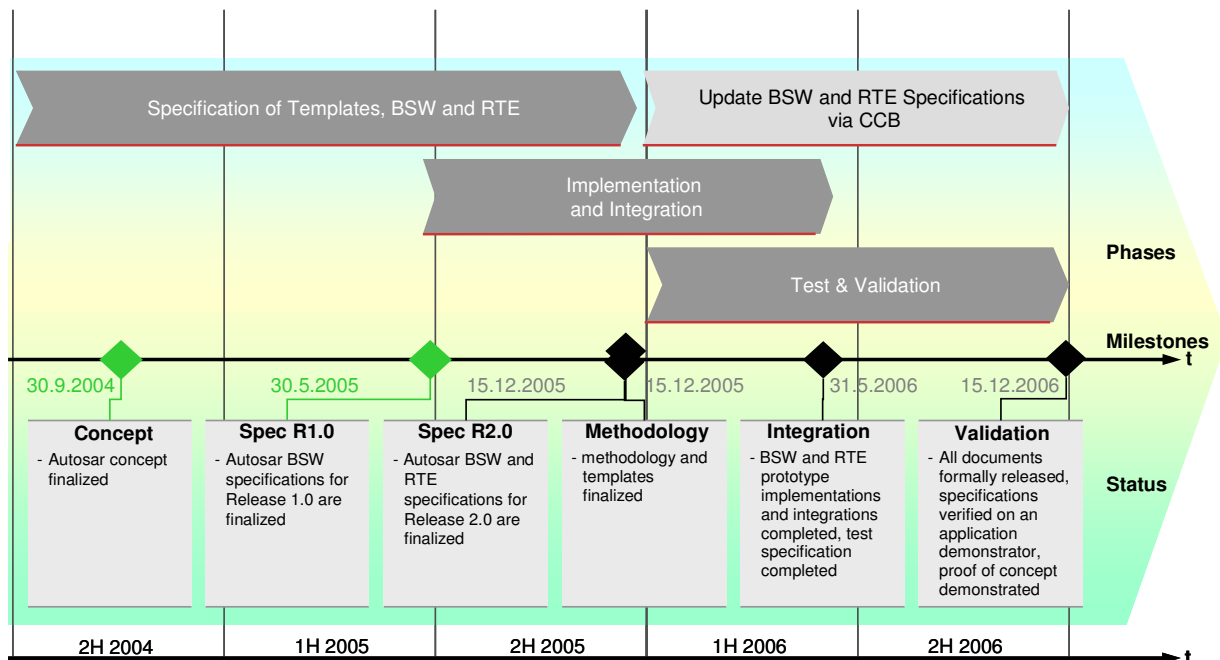 Specification of Templates, BSW and RTE
Update BSW and RTE Specifications
via CCB
Implementation
and Integration
Test & Validation
Phases
Milestones
t
30.9.2004
30.5.2005
15.12.2005
15.12.2005
31.5.2006
15.12.2006
Concept
- Autosar concept
finalized
Spec R1.0
- Autosar BSW
specifications for
Release 1.0 are
finalized
Spec R2.0
- Autosar BSW and
RTE
specifications for
Release 2.0 are
finalized
Methodology
- methodology and
templates
finalized
Integration
- BSW and RTE
prototype
implementations
and integrations
completed, test
specification
completed
Validation
- All documents
formally released,
specifications
verified on an
application
demonstrator,
proof of concept
demonstrated
Status
2H 2004
1H 2005
2H 2005
1H 2006
2H 2006
t